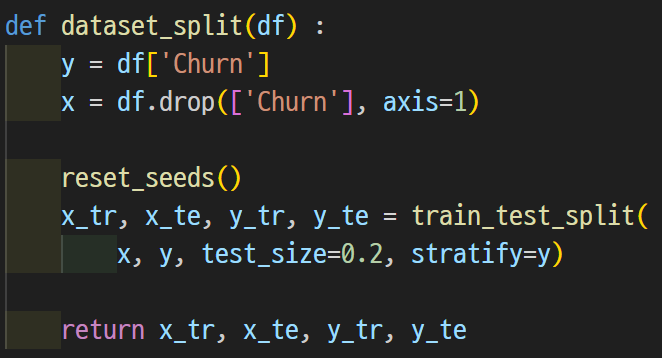 def dataset_split(df) :
    y = df['Churn']
    x = df.drop(['Churn'], axis=1)

    reset_seeds()
    x_tr, x_te, y_tr, y_te = train_test_split(
        x, y, test_size=0.2, stratify=y)

    return x_tr, x_te, y_tr, y_te